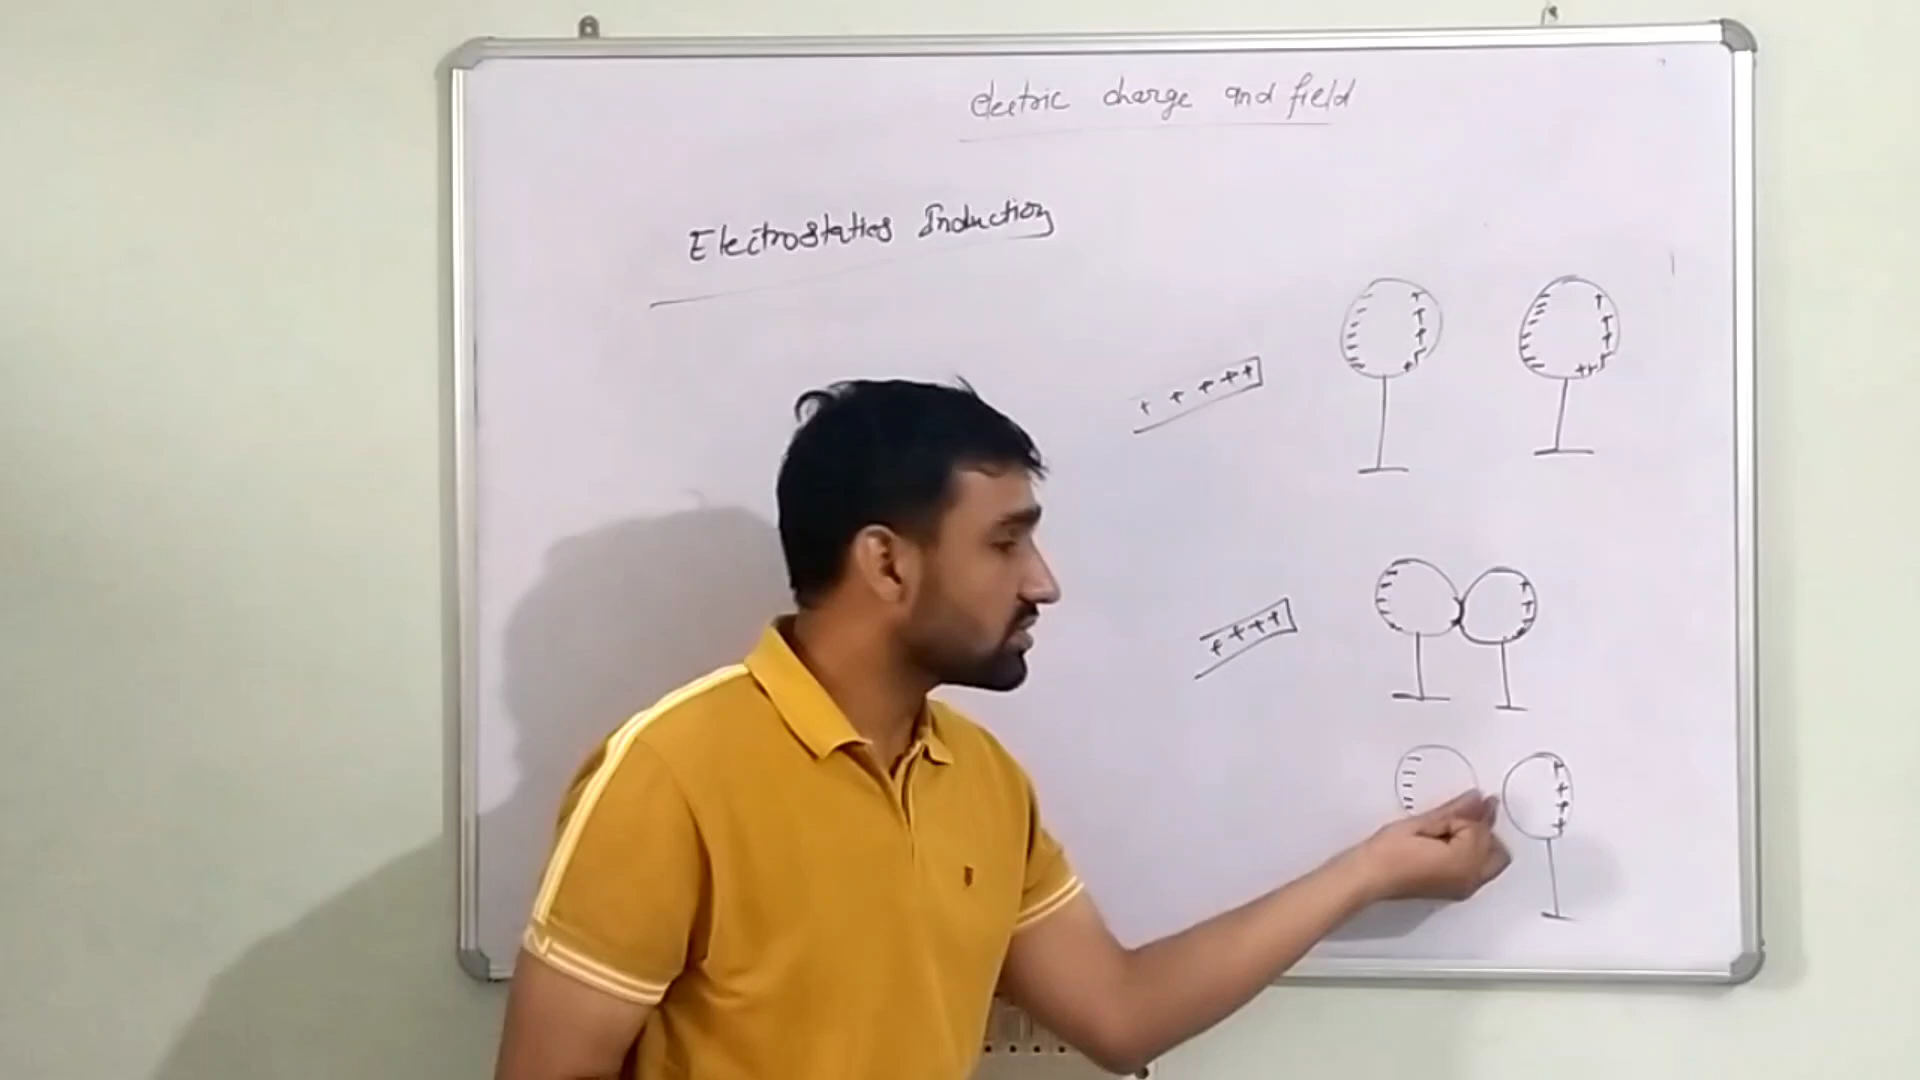 electric charge and field
Electrostatics Induction
+ + + + +
+ + + +